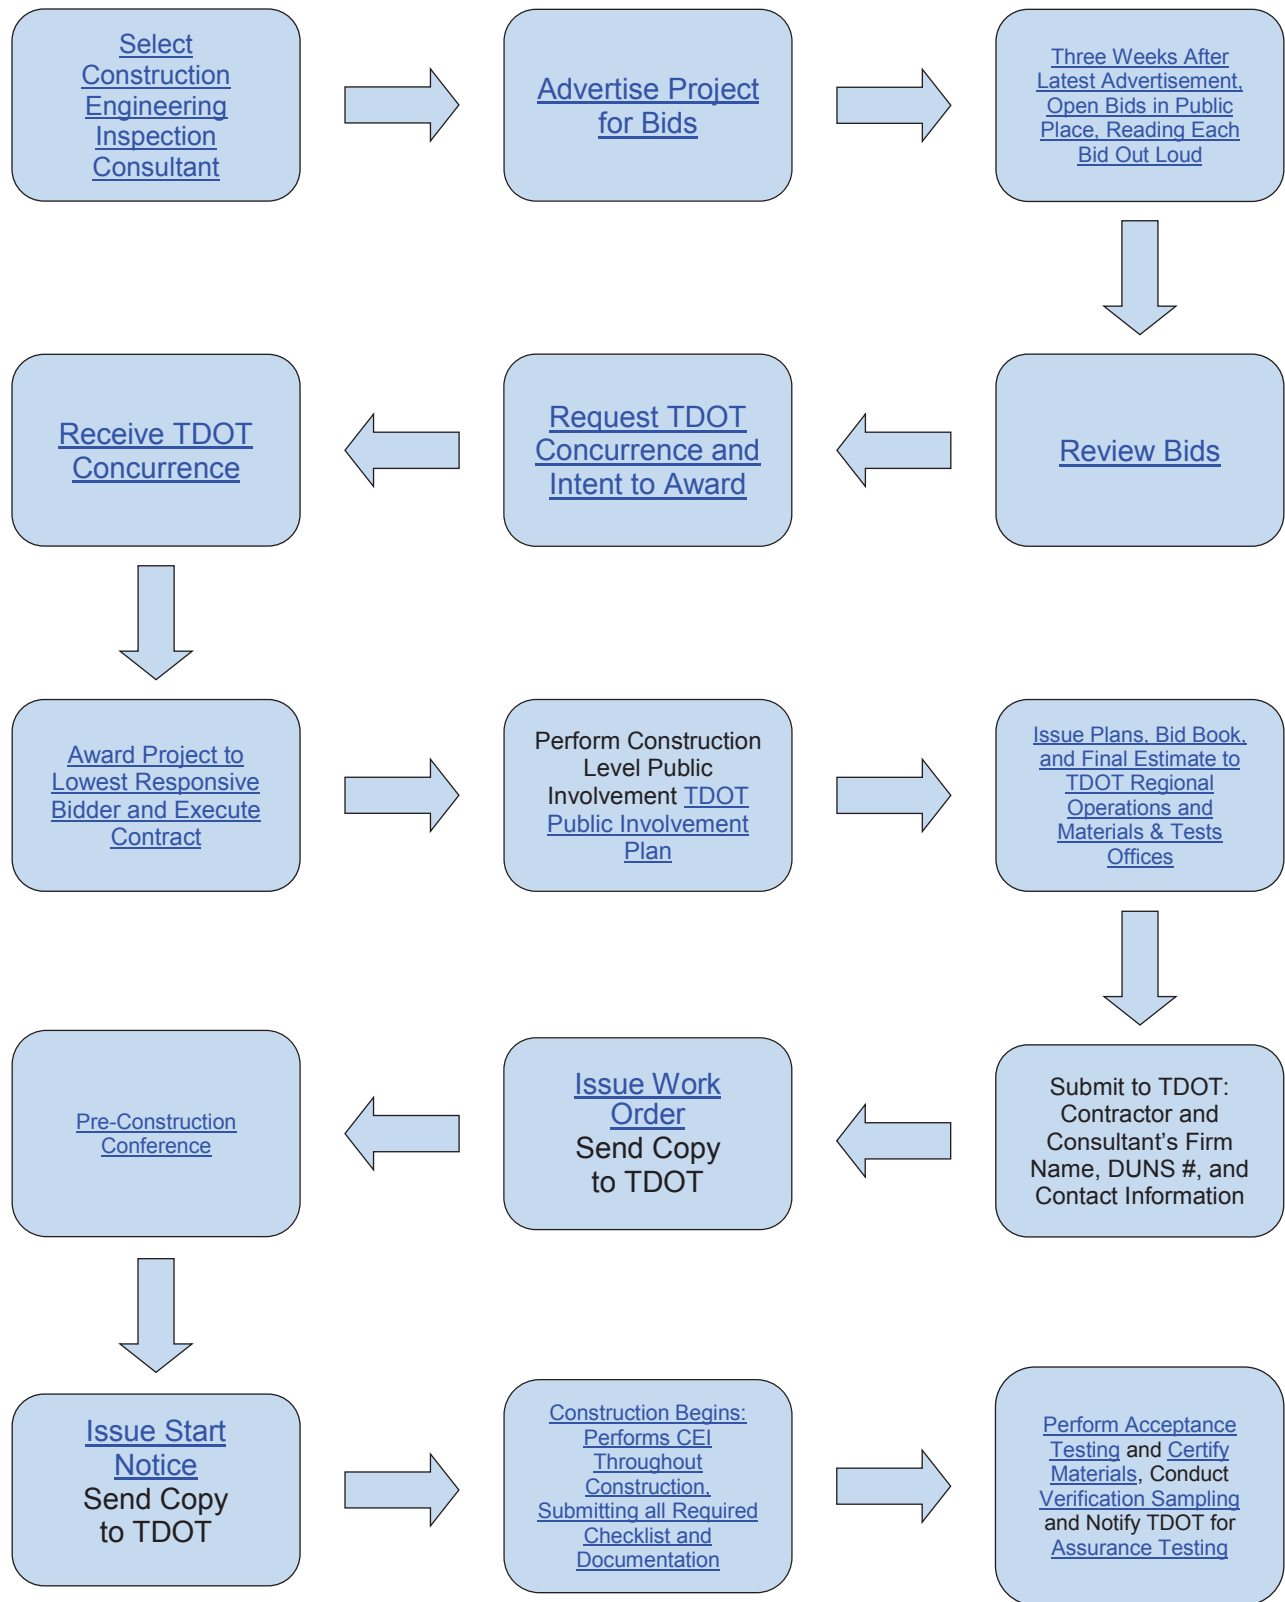 Select
Construction
Engineering
Inspection
Consultant
Advertise Project
for Bids
Three Weeks After
Latest Advertisement,
Open Bids in Public
Place, Reading Each
Bid Out Loud
Review Bids
Request TDOT
Concurrence and
Intent to Award
Receive TDOT
Concurrence
Award Project to
Lowest Responsive
Bidder and Execute
Contract
Perform Construction
Level Public
Involvement TDOT
Public Involvement
Plan
Issue Plans, Bid Book,
and Final Estimate to
TDOT Regional
Operations and
Materials & Tests
Offices
Submit to TDOT:
Contractor and
Consultant’s Firm
Name, DUNS #, and
Contact Information
Issue Work
Order
Send Copy
to TDOT
Pre-Construction
Conference
Issue Start
Notice
Send Copy
to TDOT
Construction Begins:
Performs CEI
Throughout
Construction,
Submitting all Required
Checklist and
Documentation
Perform Acceptance
Testing and Certify
Materials, Conduct
Verification Sampling
and Notify TDOT for
Assurance Testing